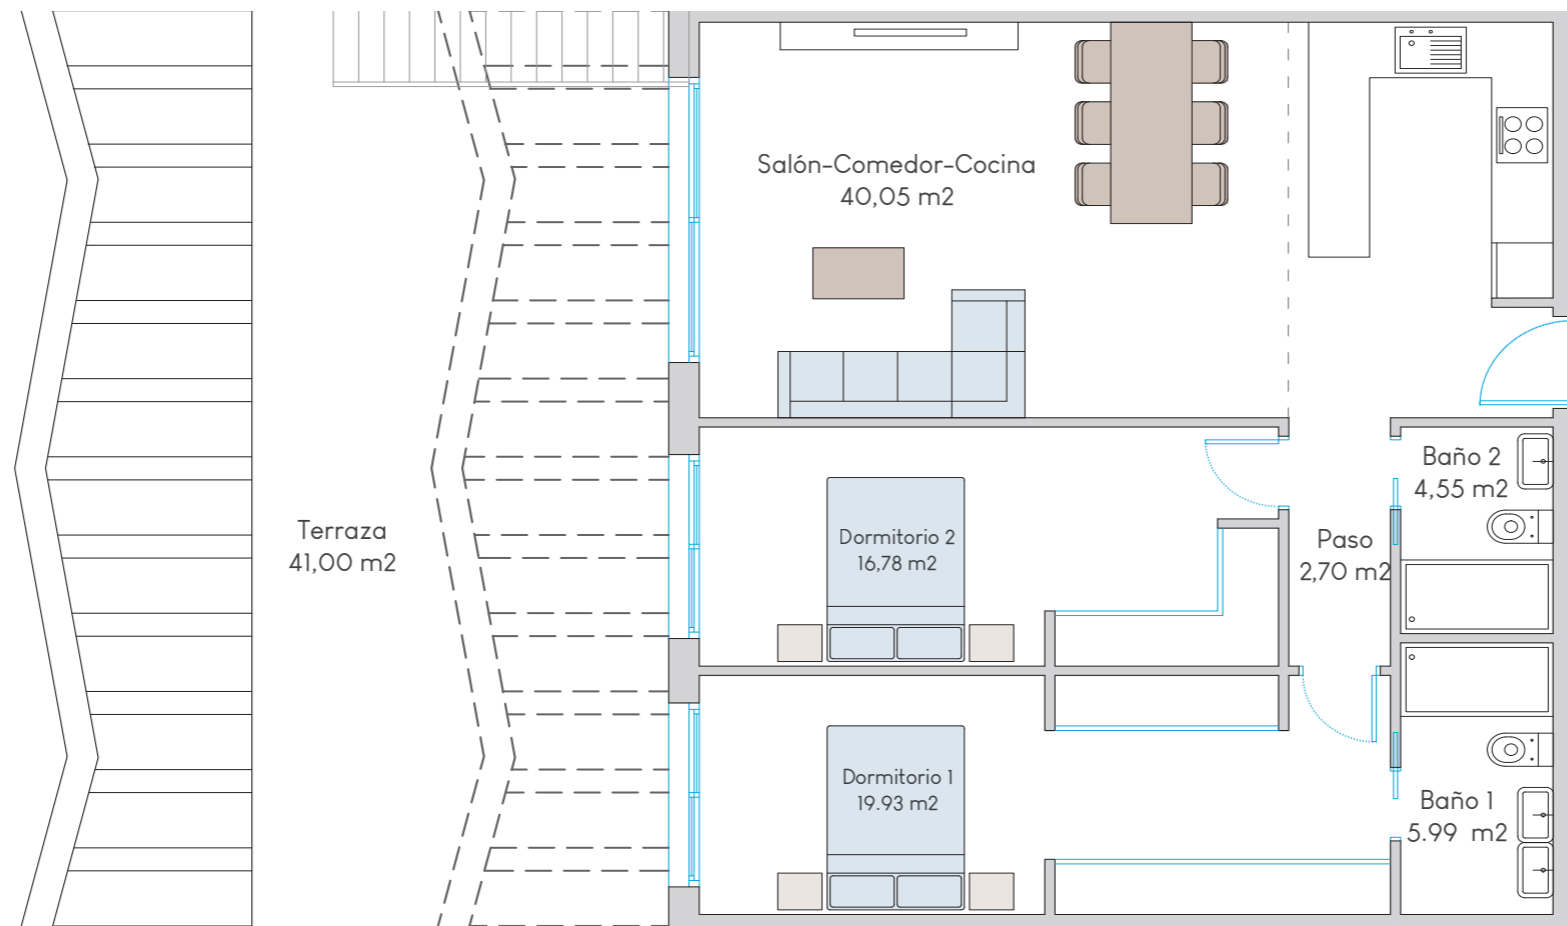 Salón-Comedor-Cocina
40,05 m2
Terraza
41,00 m2
Dormitorio 2
16,78 m2
Paso
2,70 m2
Baño 2
4,55 m2
Dormitorio 1
19.93 m2
Baño 1
5.99 m2